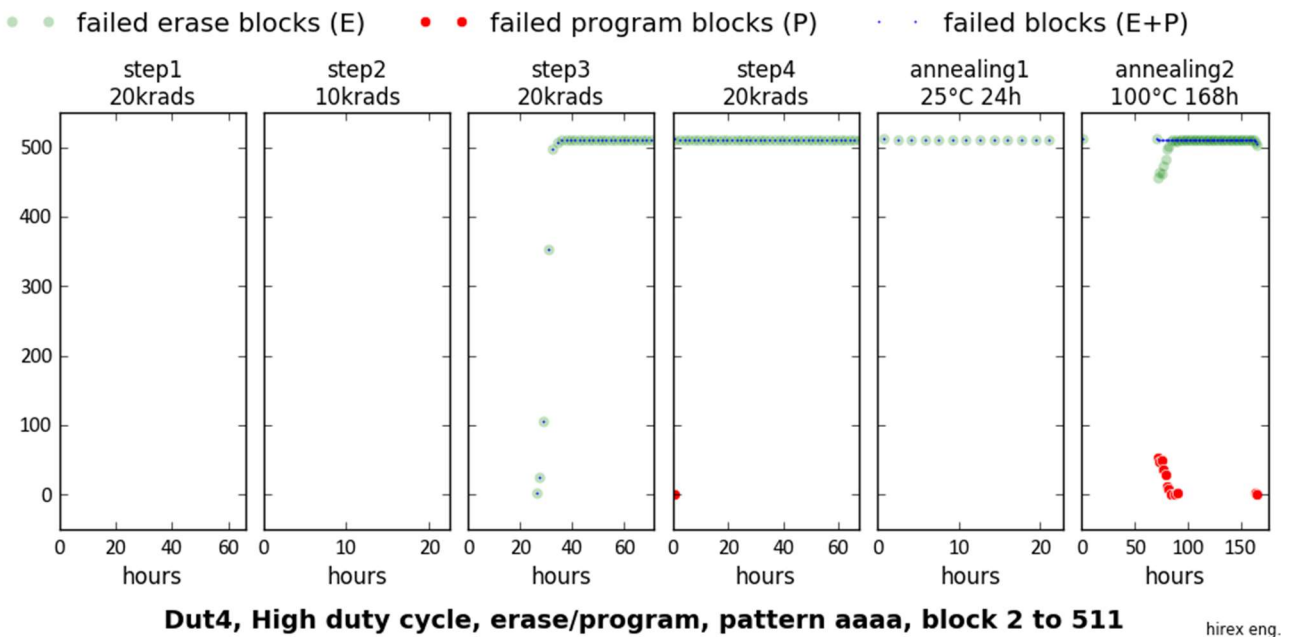 failed erase blocks (E) failed program blocks (P) failed blocks (E+P)
step1 step2 step3 step4 annealing1 annealing2
20krads 10krads 20krads 20krads 25°C 24h 100°C 168h
500
400
300
200
100
0
0 20 40 60 0 10 20 0 20 40 60 0 20 40 60 0 10 20 0 50 100 150
hours hours hours hours hours hours
Dut4, High duty cycle, erase/program, pattern aaaa, block 2 to 511
hirex eng.